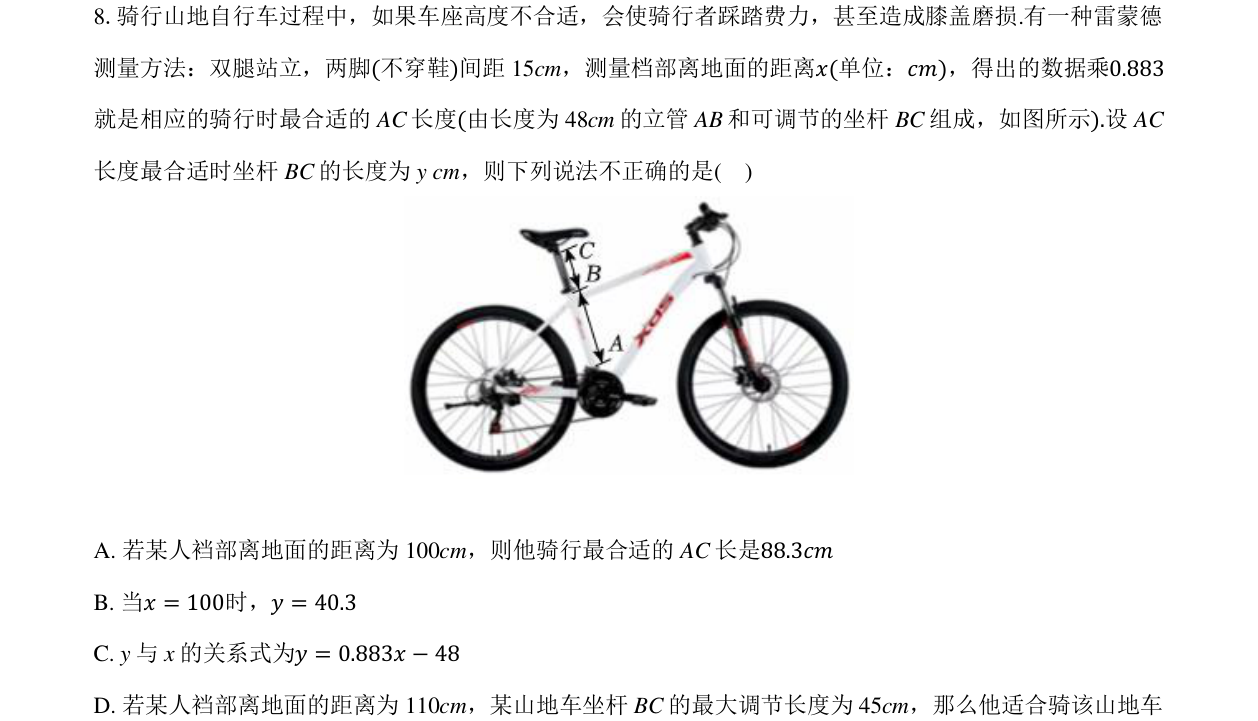 8. 骑行山地自行车过程中，如果车座高度不合适，会使骑行者踩踏费力，甚至造成膝盖磨损.有一种雷蒙德
测量方法：双腿站立，两脚(不穿鞋)间距 15cm，测量档部离地面的距离x(单位：cm)，得出的数据乘0.883
就是相应的骑行时最合适的 AC 长度(由长度为 48cm 的立管 AB 和可调节的坐杆 BC 组成，如图所示).设 AC
长度最合适时坐杆 BC 的长度为 y cm，则下列说法不正确的是(    )
C
B
A
XDS
A. 若某人裆部离地面的距离为 100cm，则他骑行最合适的 AC 长是88.3cm
B. 当x = 100时，y = 40.3
C. y 与 x 的关系式为y = 0.883x − 48
D. 若某人裆部离地面的距离为 110cm，某山地车坐杆 BC 的最大调节长度为 45cm，那么他适合骑该山地车